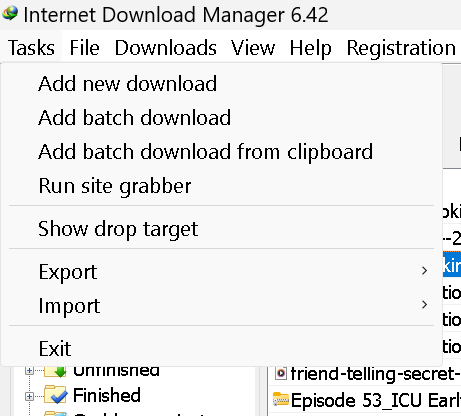 Internet Download Manager 6.42
Tasks File Downloads View Help Registration
Add new download
Add batch download
Add batch download from clipboard
Run site grabber
Show drop target
Export
Import
Exit
Unfinished
Finished
friend-telling-secret-
Episode 53_ICU Earl